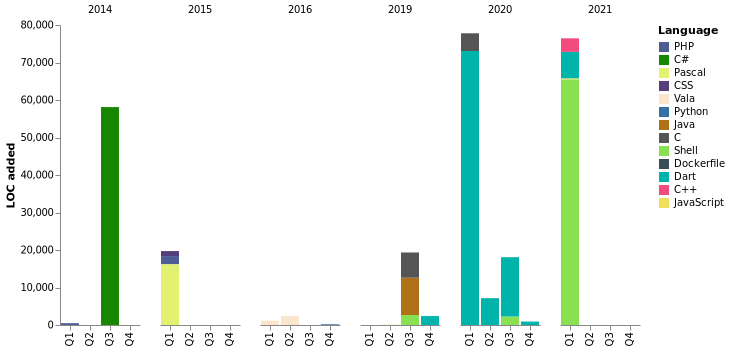 2014 2015 2016 2019 2020 2021
LOC added
80,000
70,000
60,000
50,000
40,000
30,000
20,000
10,000
0
Q1 Q2 Q3 Q4 Q1 Q2 Q3 Q4 Q1 Q2 Q3 Q4 Q1 Q2 Q3 Q4 Q1 Q2 Q3 Q4 Q1 Q2 Q3 Q4
Language
PHP
C#
Pascal
CSS
Vala
Python
Java
C
Shell
Dockerfile
Dart
C++
JavaScript